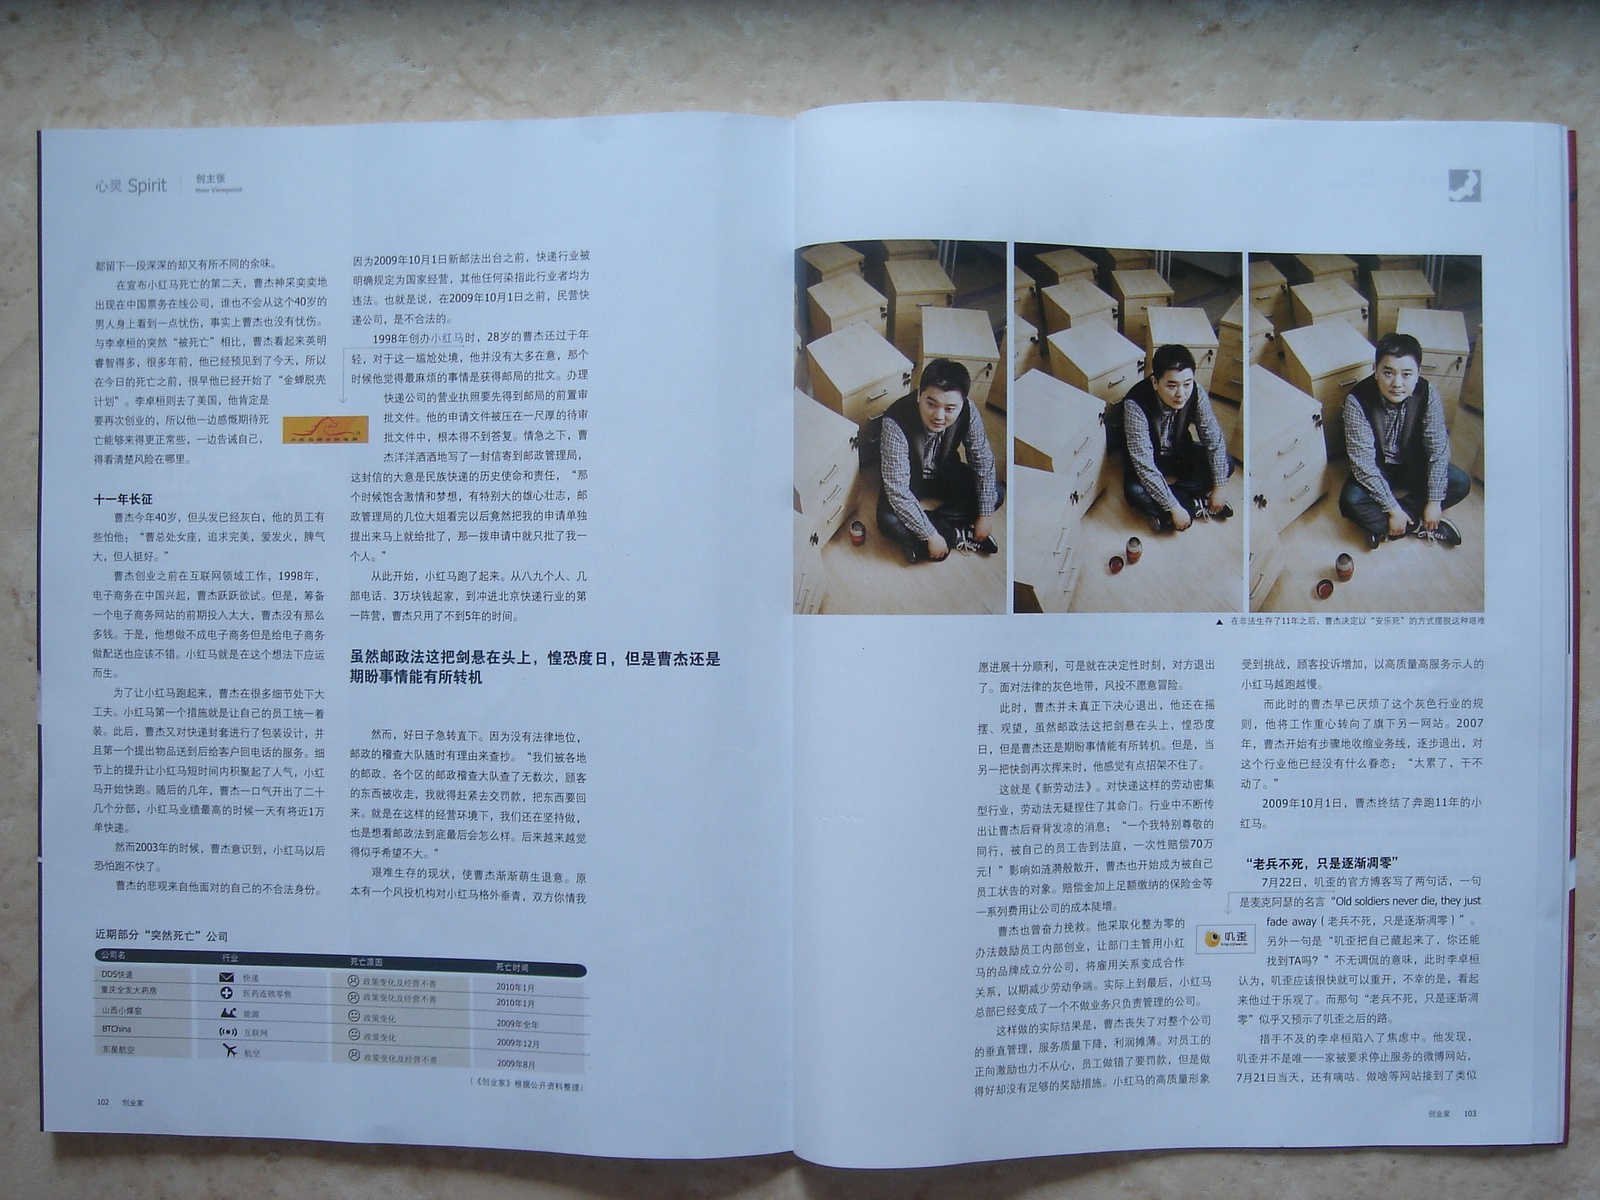 心灵 Spirit
创主张
New Viewpoint
都留下一段深深的却又有所不同的余味。
在宣布小红马死亡的第二天，曹杰神采奕奕地
出现在中国票务在线公司，谁也不会从这个40岁的
男人身上看到一点忧伤，事实上曹杰也没有忧伤。
与李卓桓的突然“被死亡”相比，曹杰看起来英明
睿智得多，很多年前，他已经预见到了今天，所以
在今日的死亡之前，很早他已经开始了“金蝉脱壳
计划”。李卓桓则去了美国，他肯定是
要再次创业的，所以他一边感慨期待死
亡能够来得更正常些，一边告诫自己，
得看清楚风险在哪里。
十一年长征
曹杰今年40岁，但头发已经灰白，他的员工有
些怕他：“曹总处女座，追求完美，爱发火，脾气
大，但人挺好。”
曹杰创业之前在互联网领域工作，1998年，
电子商务在中国兴起，曹杰跃跃欲试。但是，筹备
一个电子商务网站的前期投入太大，曹杰没有那么
多钱。于是，他想做不成电子商务但是给电子商务
做配送也应该不错。小红马就是在这个想法下应运
而生。
为了让小红马跑起来，曹杰在很多细节处下大
工夫。小红马第一个措施就是让自己的员工统一着
装。此后，曹杰又对快递封套进行了包装设计，并
且第一个提出物品送到后给客户回电话的服务。细
节上的提升让小红马短时间内积聚起了人气，小红
马开始快跑。随后的几年，曹杰一口气开出了二十
几个分部，小红马业绩最高的时候一天有将近1万
单快递。
然而2003年的时候，曹杰意识到，小红马以后
恐怕跑不快了。
曹杰的悲观来自他面对的自己的不合法身份。
因为2009年10月1日新邮法出台之前，快递行业被
明确规定为国家经营，其他任何染指此行业者均为
违法。也就是说，在2009年10月1日之前，民营快
递公司，是不合法的。
1998年创办小红马时，28岁的曹杰还过于年
轻，对于这一尴尬处境，他并没有太多在意，那个
时候他觉得最麻烦的事情是获得邮局的批文。办理
快递公司的营业执照要先得到邮局的前置审
批文件。他的申请文件被压在一尺厚的待审
批文件中，根本得不到答复。情急之下，曹
杰洋洋洒洒地写了一封信寄到邮政管理局，
这封信的大意是民族快递的历史使命和责任，“那
个时候饱含激情和梦想，有特别大的雄心壮志，邮
政管理局的几位大姐看完以后竟然把我的申请单独
提出来马上就给批了，那一拨申请中就只批了我一
个人。”
从此开始，小红马跑了起来。从八九个人、几
部电话、3万块钱起家，到冲进北京快递行业的第
一阵营，曹杰只用了不到5年的时间。
虽然邮政法这把剑悬在头上，惶恐度日，但是曹杰还是
期盼事情能有所转机
然而，好日子急转直下。因为没有法律地位，
邮政的稽查大队随时有理由来查抄。“我们被各地
的邮政、各个区的邮政稽查大队查了无数次，顾客
的东西被收走，我就得赶紧去交罚款，把东西要回
来。就是在这样的经营环境下，我们还在坚持做，
也是想看邮政法到底最后会怎么样。后来越来越觉
得似乎希望不大。”
艰难生存的现状，使曹杰渐渐萌生退意。原
本有一个风投机构对小红马格外垂青，双方你情我
近期部分“突然死亡”公司
公司名 行业 死亡原因 死亡时间
DDS快递 快递 政策变化及经营不善 2010年1月
重庆全发大药房 医药连锁零售 政策变化及经营不善 2010年1月
山西小煤窑 能源 政策变化 2009年全年
BTChina 互联网 政策变化 2009年12月
东星航空 航空 政策变化及经营不善 2009年8月
（《创业家》根据公开资料整理）
102 创业家
▲ 在非法生存了11年之后，曹杰决定以“安乐死”的方式摆脱这种艰难
愿进展十分顺利，可是就在决定性时刻，对方退出
了。面对法律的灰色地带，风投不愿意冒险。
此时，曹杰并未真正下决心退出，他还在摇
摆、观望，虽然邮政法这把剑悬在头上，惶恐度
日，但是曹杰还是期盼事情能有所转机。但是，当
另一把快剑再次挥来时，他感觉有点招架不住了。
这就是《新劳动法》。对快递这样的劳动密集
型行业，劳动法无疑捏住了其命门。行业中不断传
出让曹杰后脊背发凉的消息：“一个我特别尊敬的
同行，被自己的员工告到法庭，一次性赔偿70万
元！”影响如涟漪般散开，曹杰也开始成为被自己
员工状告的对象。赔偿金加上足额缴纳的保险金等
一系列费用让公司的成本陡增。
曹杰也曾奋力挽救。他采取化整为零的
办法鼓励员工内部创业，让部门主管用小红
马的品牌成立分公司，将雇用关系变成合作
关系，以期减少劳动争端。实际上到最后，小红马
总部已经变成了一个不做业务只负责管理的公司。
这样做的实际结果是，曹杰丧失了对整个公司
的垂直管理，服务质量下降，利润摊薄。对员工的
正向激励也力不从心，员工做错了要罚款，但是做
得好却没有足够的奖励措施。小红马的高质量形象
受到挑战，顾客投诉增加，以高质量高服务示人的
小红马越跑越慢。
而此时的曹杰早已厌烦了这个灰色行业的规
则，他将工作重心转向了旗下另一网站。2007
年，曹杰开始有步骤地收缩业务线，逐步退出，对
这个行业他已经没有什么眷恋：“太累了，干不
动了。”
2009年10月1日，曹杰终结了奔跑11年的小
红马。
“老兵不死，只是逐渐凋零”
7月22日，叽歪的官方博客写了两句话，一句
是麦克阿瑟的名言“Old soldiers never die, they just
fade away（老兵不死，只是逐渐凋零）”。
另外一句是“叽歪把自己藏起来了，你还能
找到TA吗？”不无调侃的意味，此时李卓桓
认为，叽歪应该很快就可以重开，不幸的是，看起
来他过于乐观了。而那句“老兵不死，只是逐渐凋
零”似乎又预示了叽歪之后的路。
措手不及的李卓桓陷入了焦虑中。他发现，
叽歪并不是唯一一家被要求停止服务的微博网站，
7月21日当天，还有嘀咕、做啥等网站接到了类似
叽歪
创业家 103